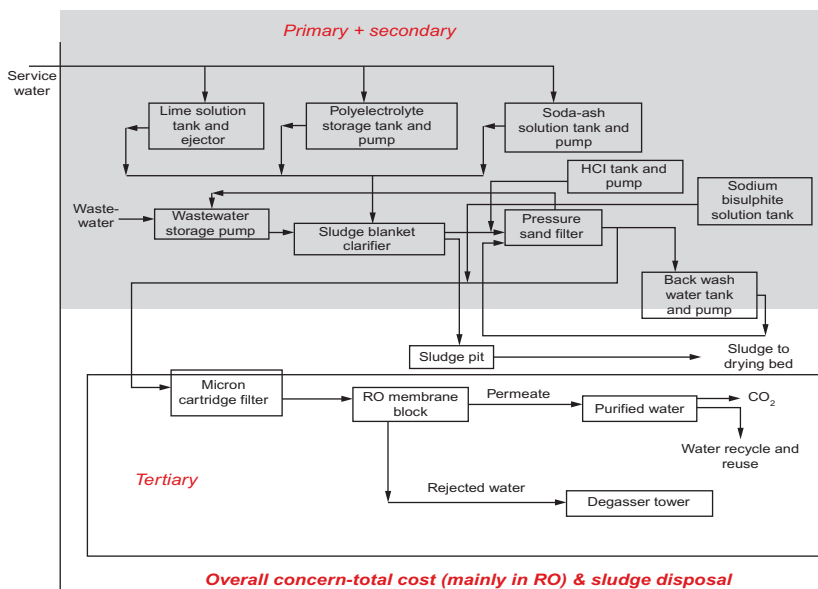 Primary + secondary
Service
water
Lime solution
tank and
ejector
Polyelectrolyte
storage tank and
pump
Soda-ash
solution tank and
pump
HCI tank and
pump
Sodium
bisulphite
solution tank
Waste-
water
Wastewater
storage pump
Sludge blanket
clarifier
Pressure
sand filter
Back wash
water tank
and pump
Sludge pit
Sludge to
drying bed
Micron
cartridge filter
RO membrane
block
Permeate
Purified water
CO₂
Water recycle and
reuse
Tertiary
Rejected water
Degasser tower
Overall concern-total cost (mainly in RO) & sludge disposal